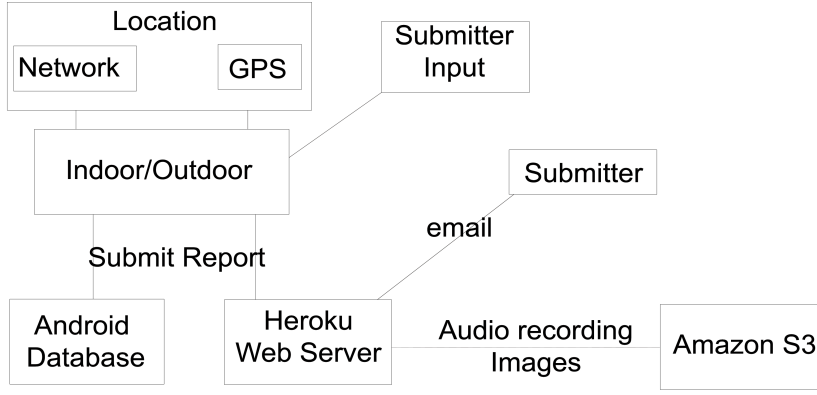 Location
Network
GPS
Submitter
Input
Indoor/Outdoor
Submitter
email
Submit Report
Android
Database
Heroku
Web Server
Audio recording
Images
Amazon S3